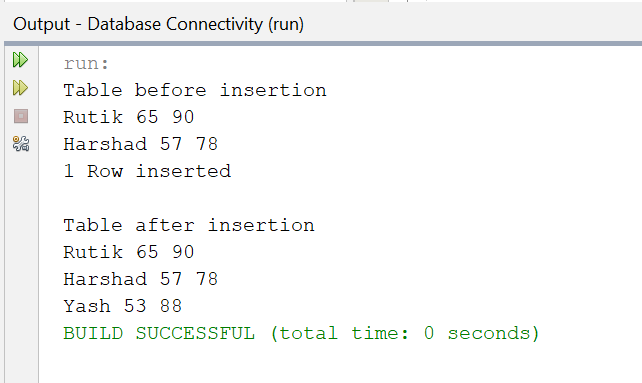 Output - Database Connectivity (run)
run:
Table before insertion
Rutik 65 90
Harshad 57 78
1 Row inserted
Table after insertion
Rutik 65 90
Harshad 57 78
Yash 53 88
BUILD SUCCESSFUL (total time: 0 seconds)